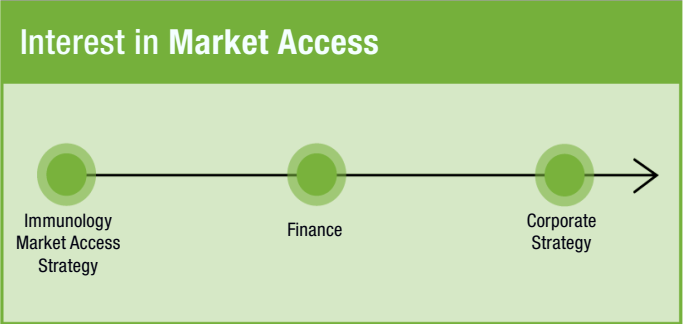 Interest in Market Access
Immunology
Market Access
Strategy
Finance
Corporate
Strategy